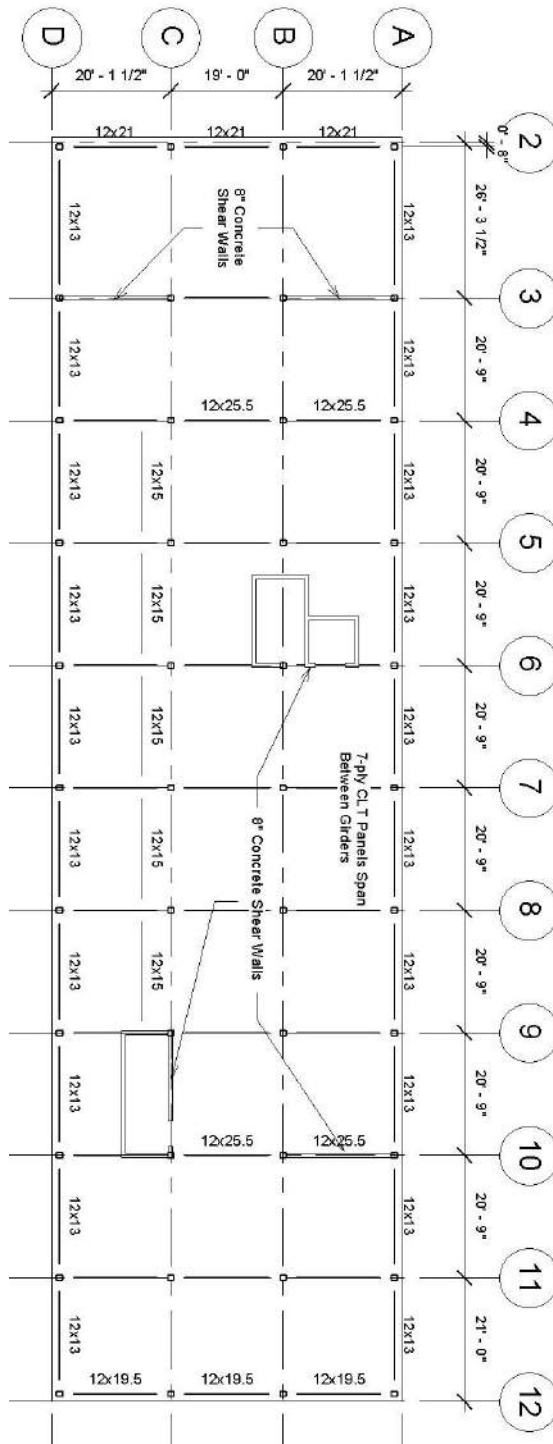 2
3
4
5
6
7
8
9
10
11
12
0' - 8"
26' - 3 1/2"
20' - 9"
20' - 9"
20' - 9"
20' - 9"
20' - 9"
20' - 9"
20' - 9"
20' - 9"
21' - 0"
A
B
C
D
20' - 1 1/2"
19' - 0"
20' - 1 1/2"
12x13
12x13
12x13
12x13
12x13
12x13
12x13
12x13
12x13
12x13
12x21
12x21
12x21
12x25.5
12x25.5
12x25.5
12x25.5
12x19.5
12x19.5
12x19.5
8" Concrete
Shear Walls
7-ply CLT Panels Span
Between Girders
8" Concrete Shear Walls
12x15
12x15
12x15
12x15
12x15
12x13
12x13
12x13
12x13
12x13
12x13
12x13
12x13
12x13
12x13